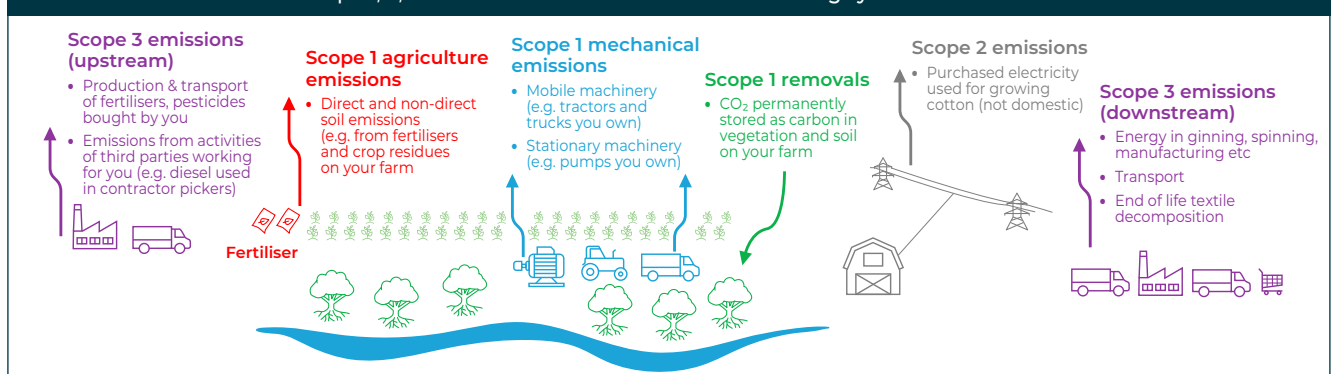 Scope 3 emissions
(upstream)
• Production & transport
of fertilisers, pesticides
bought by you
• Emissions from activities
of third parties working
for you (e.g. diesel used
in contractor pickers)
Scope 1 agriculture
emissions
• Direct and non-direct
soil emissions
(e.g. from fertilisers
and crop residues
on your farm
Fertiliser
Scope 1 mechanical
emissions
• Mobile machinery
(e.g. tractors and
trucks you own)
• Stationary machinery
(e.g. pumps you own)
Scope 1 removals
• CO₂ permanently
stored as carbon in
vegetation and soil
on your farm
Scope 2 emissions
• Purchased electricity
used for growing
cotton (not domestic)
Scope 3 emissions
(downstream)
• Energy in ginning, spinning,
manufacturing etc
• Transport
• End of life textile
decomposition